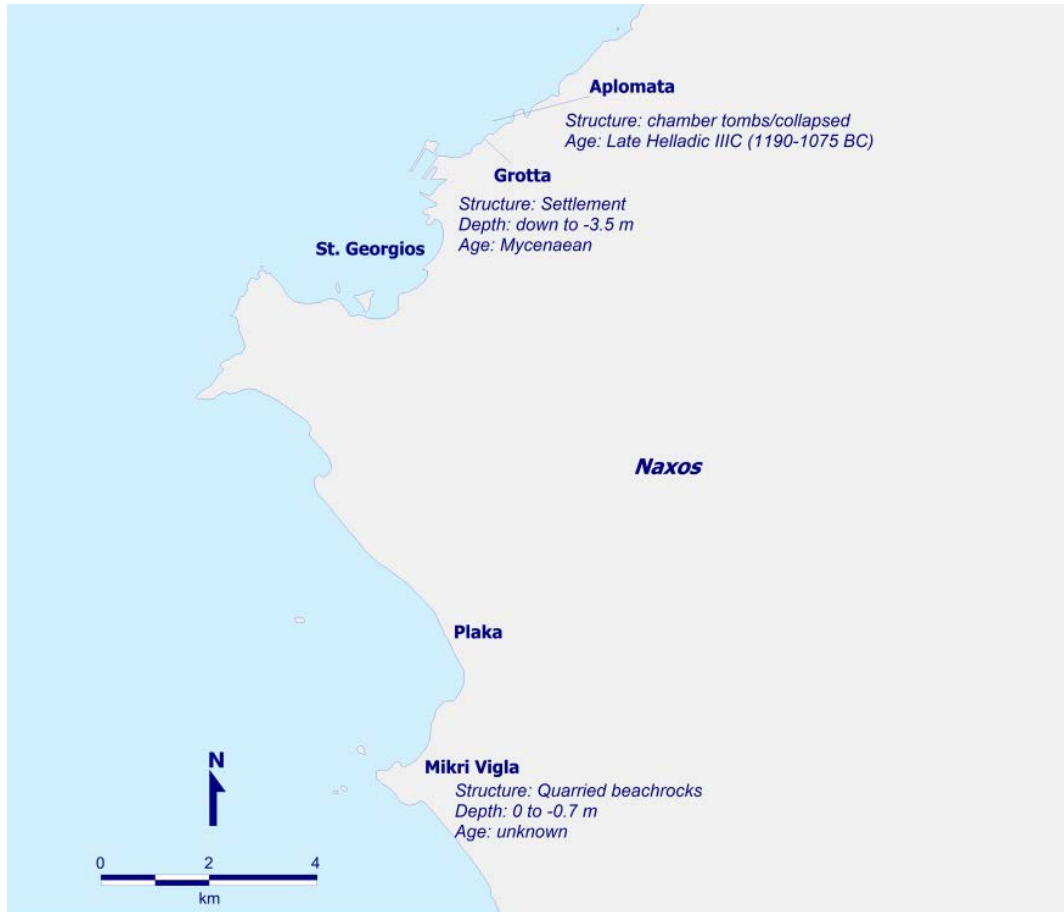 Aplomata
Structure: chamber tombs/collapsed
Age: Late Helladic IIIC (1190-1075 BC)
Grotta
Structure: Settlement
Depth: down to -3.5 m
Age: Mycenaean
St. Georgios
Naxos
Plaka
Mikri Vigla
Structure: Quarried beachrocks
Depth: 0 to -0.7 m
Age: unknown
N
0 2 4
km